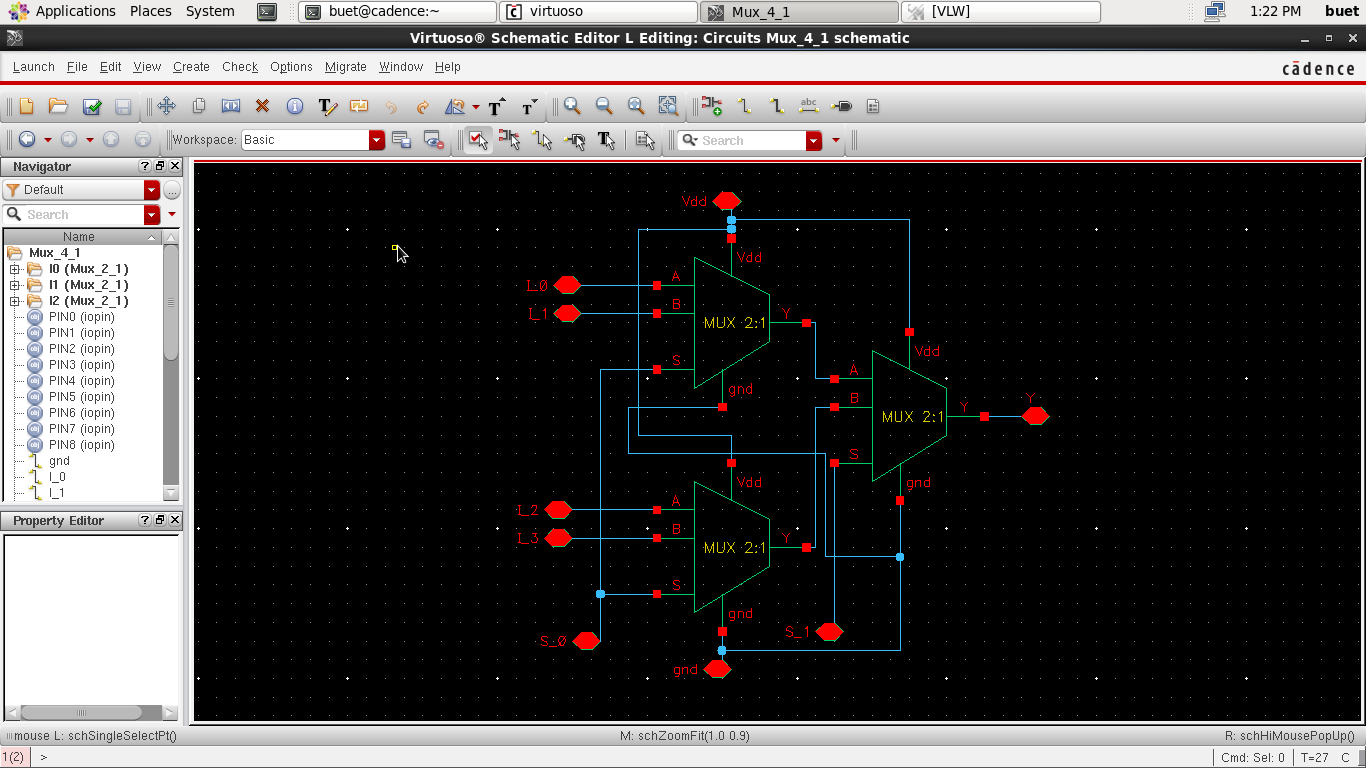 Applications Places System buet@cadence:~ virtuoso Mux_4_1 [VLW] 1:22 PM buet
Virtuoso® Schematic Editor L Editing: Circuits Mux_4_1 schematic
Launch File Edit View Create Check Options Migrate Window Help cādence
abc
Workspace: Basic Search
Navigator
Default
Search
Name
Mux_4_1
I0 (Mux_2_1)
I1 (Mux_2_1)
I2 (Mux_2_1)
PIN0 (iopin)
PIN1 (iopin)
PIN2 (iopin)
PIN3 (iopin)
PIN4 (iopin)
PIN5 (iopin)
PIN6 (iopin)
PIN7 (iopin)
PIN8 (iopin)
gnd
I_0
I_1
Property Editor
Vdd
Vdd
I_0 A
I_1 B
MUX 2:1 Y
S
gnd
Vdd
A
B
MUX 2:1 Y Y
S
gnd
Vdd
I_2 A
I_3 B
MUX 2:1 Y
S
gnd
S_0
S_1
gnd
mouse L: schSingleSelectPt() M: schZoomFit(1.0 0.9) R: schHiMousePopUp()
1(2) > Cmd: Sel: 0 T=27 C